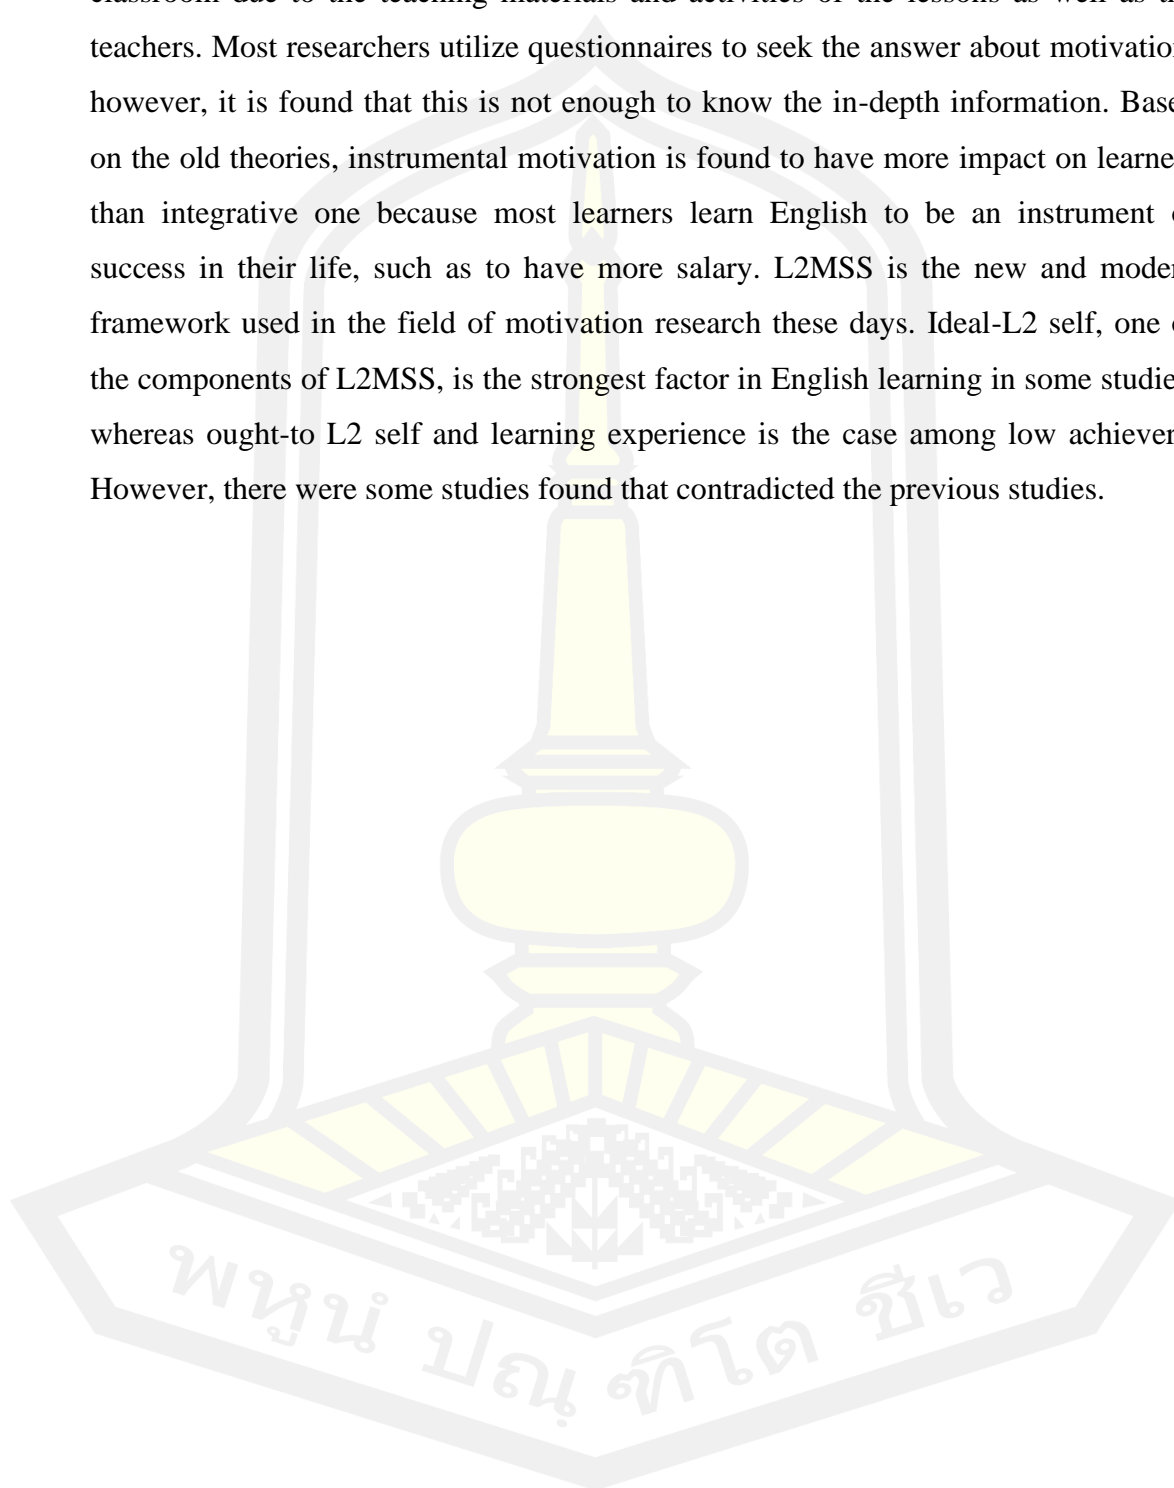 classroom due to the teaching materials and activities of the lessons as well as
teachers. Most researchers utilize questionnaires to seek the answer about motivation
however, it is found that this is not enough to know the in-depth information. Base
on the old theories, instrumental motivation is found to have more impact on learne
than integrative one because most learners learn English to be an instrument
success in their life, such as to have more salary. L2MSS is the new and moder
framework used in the field of motivation research these days. Ideal-L2 self, one
the components of L2MSS, is the strongest factor in English learning in some studie
whereas ought-to L2 self and learning experience is the case among low achiever
However, there were some studies found that contradicted the previous studies.
พหูนํ ปณฺฑิโต ชีเว